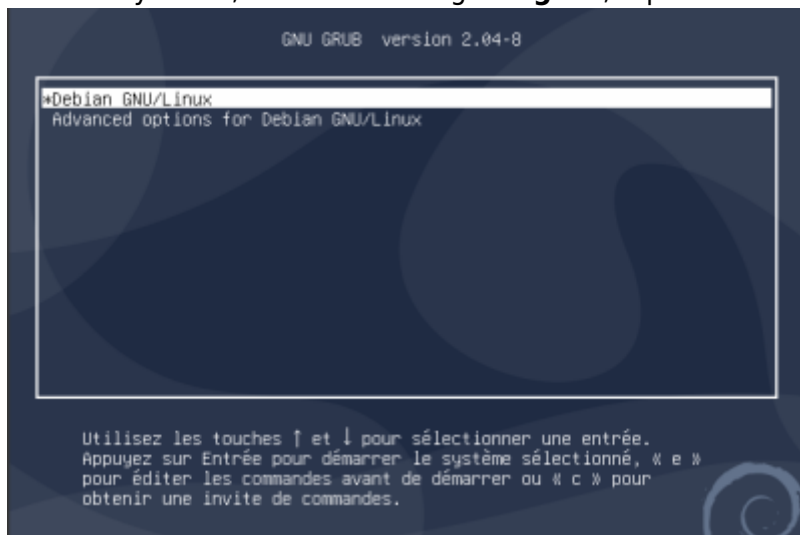 GNU GRUB version 2.04-8
*Debian GNU/Linux
Advanced options for Debian GNU/Linux
Utilisez les touches ↑ et ↓ pour sélectionner une entrée.
Appuyez sur Entrée pour démarrer le système sélectionné, « e »
pour éditer les commandes avant de démarrer ou « c » pour
obtenir une invite de commandes.